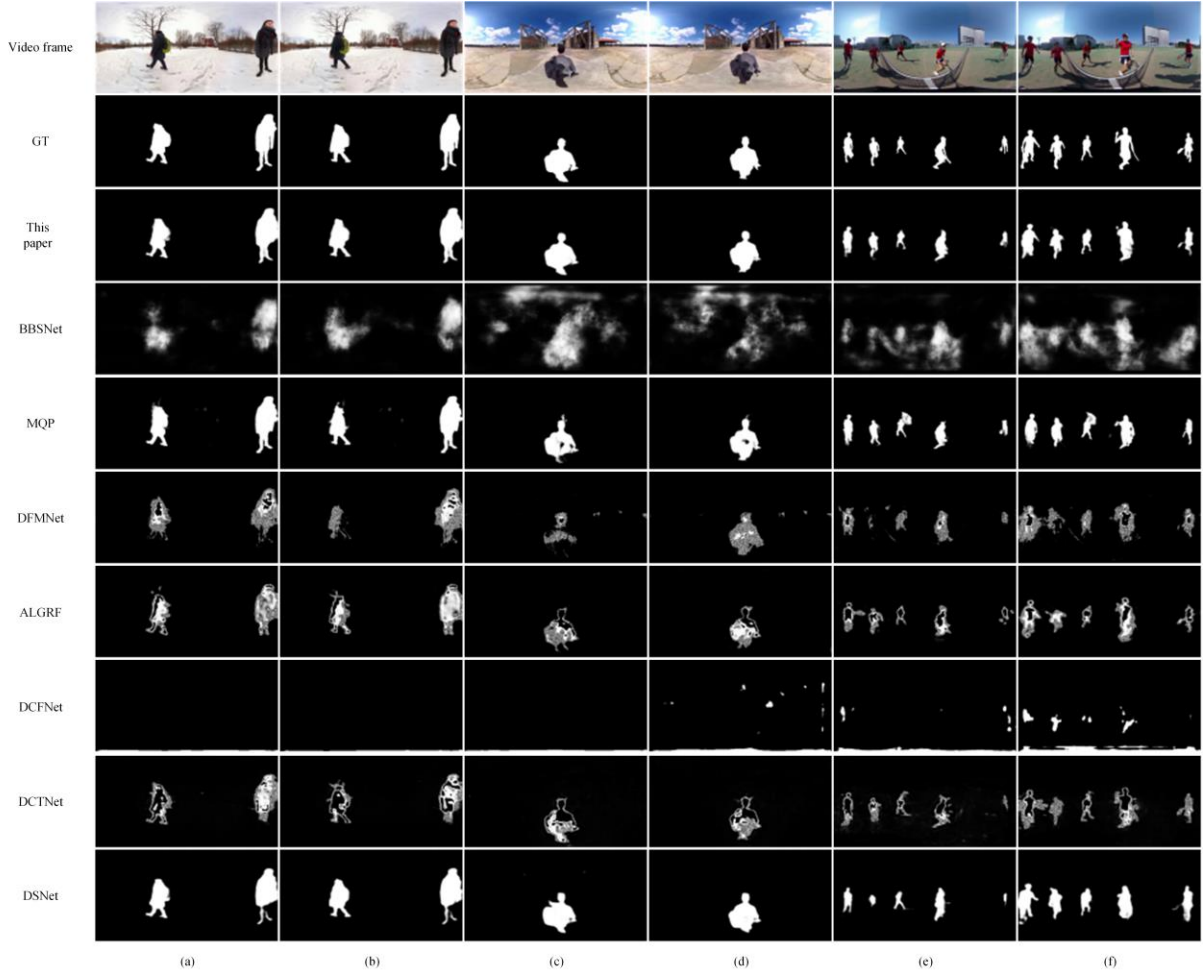 Video frame
GT
This
paper
BBSNet
MQP
DFMNet
ALGRF
DCFNet
DCTNet
DSNet
(a) (b) (c) (d) (e) (f)